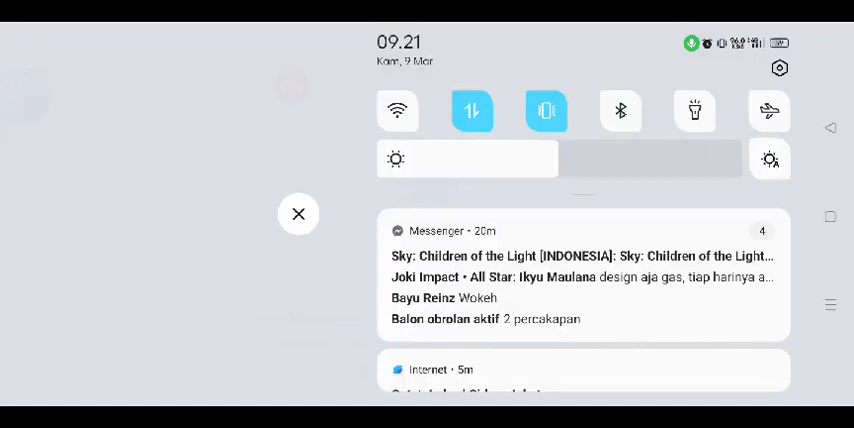 09.21
Kam, 9 Mar
Messenger • 20m
4
Sky: Children of the Light [INDONESIA]: Sky: Children of the Light...
Joki Impact • All Star: Ikyu Maulana design aja gas, tiap harinya a...
Bayu Reinz Wokeh
Balon obrolan aktif 2 percakapan
Internet • 5m